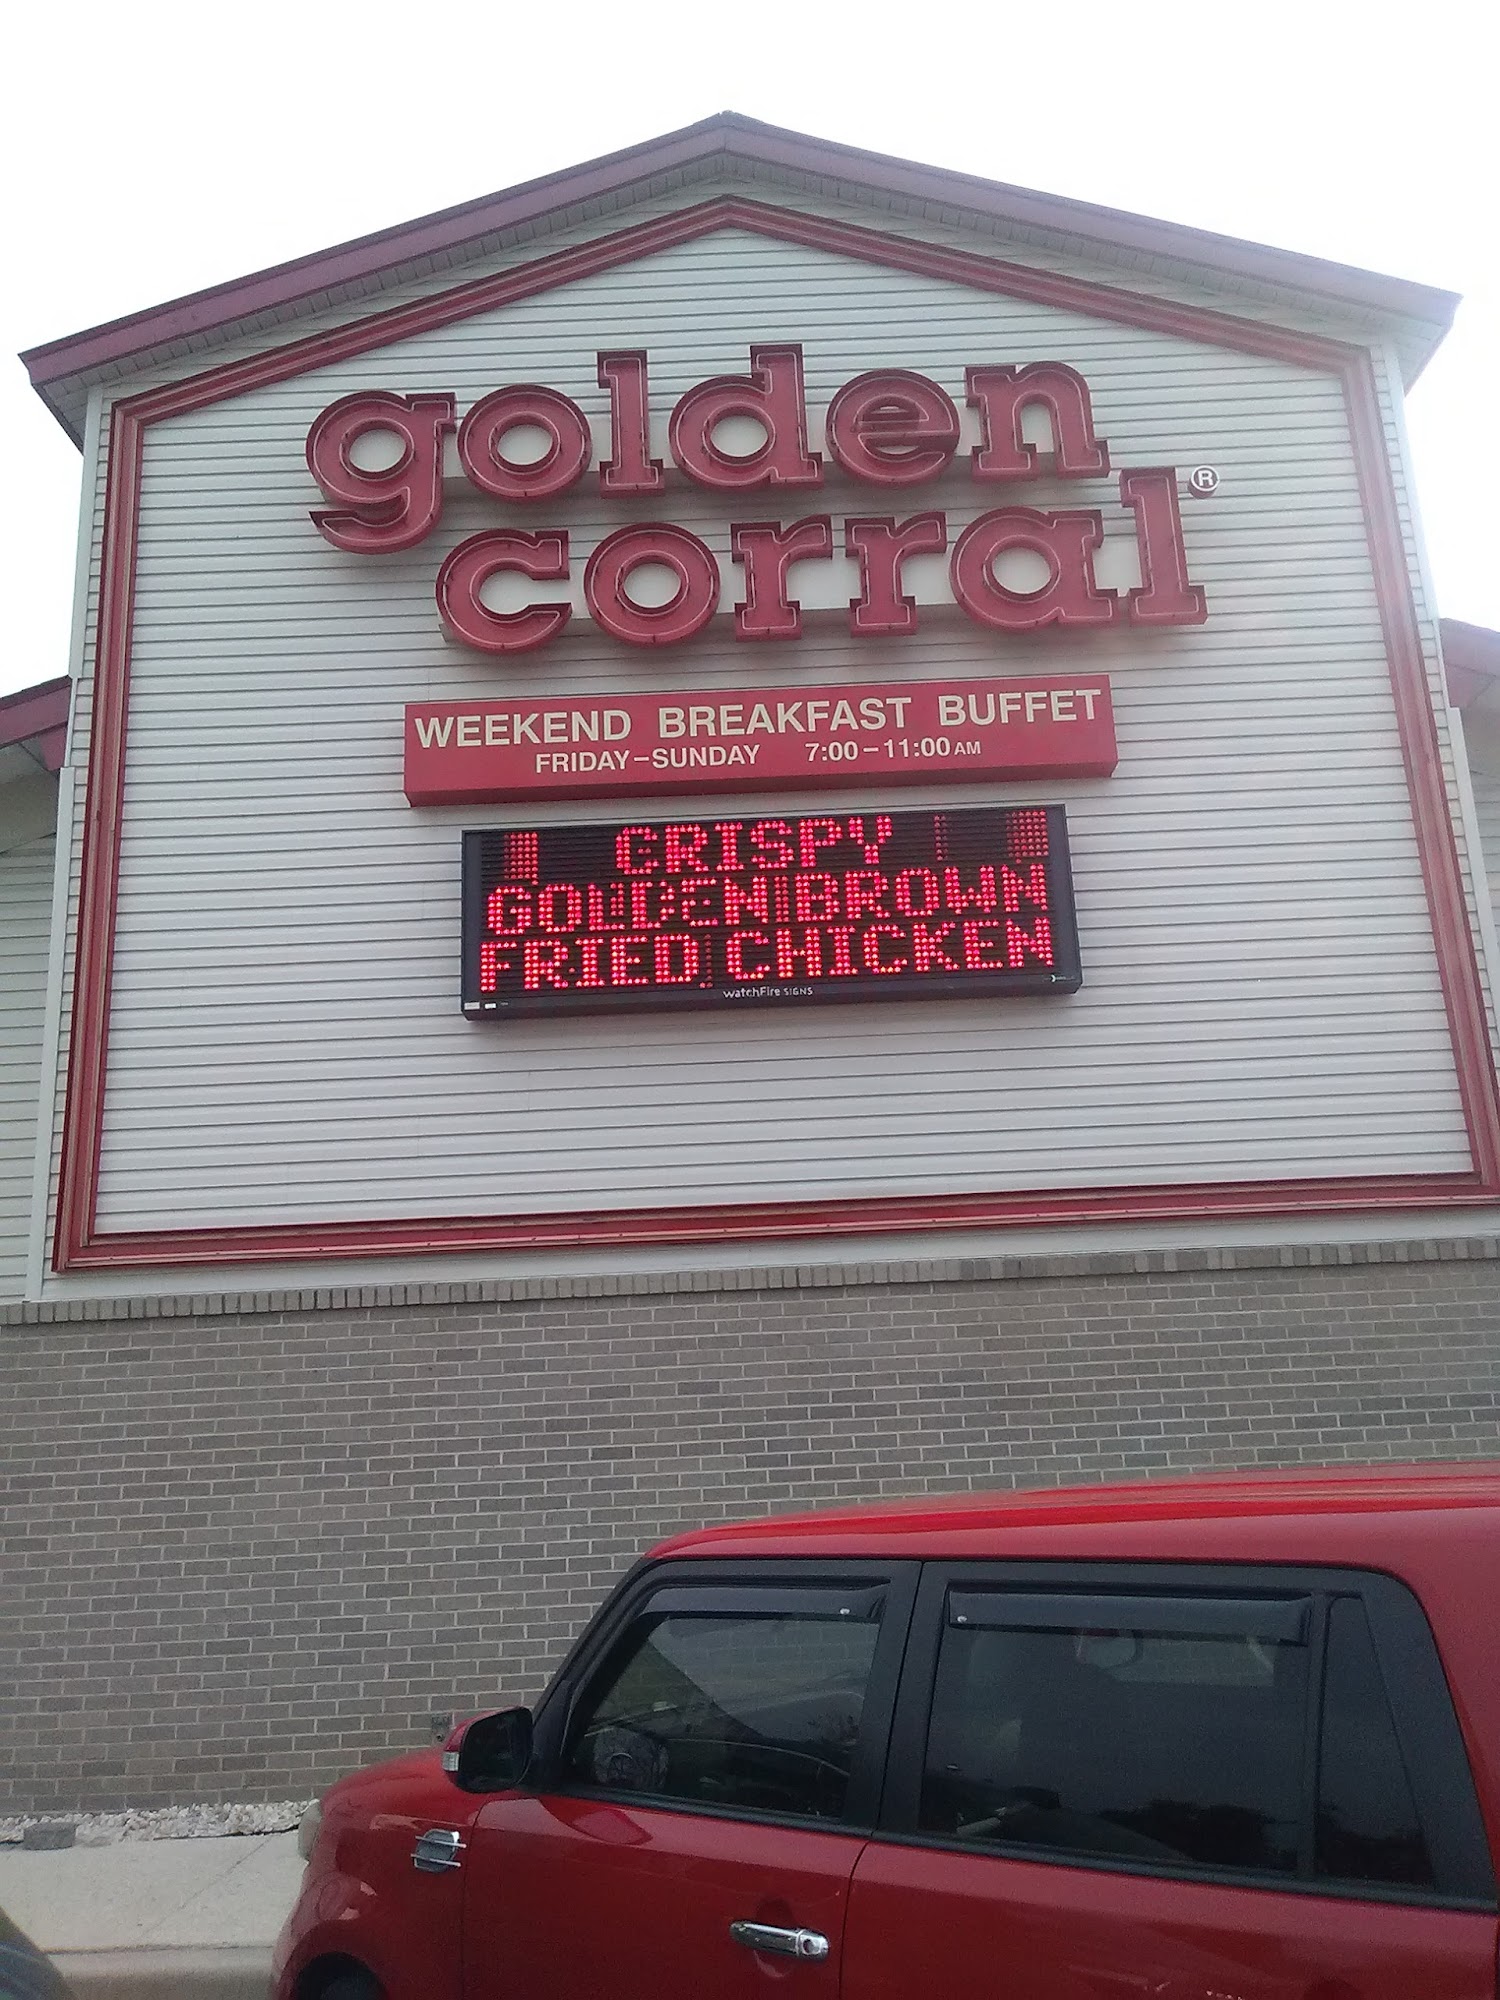 golden
corral®
WEEKEND BREAKFAST BUFFET
FRIDAY–SUNDAY 7:00–11:00 AM
CRISPY
GOLDEN BROWN
FRIED CHICKEN
watchFire SIGNS